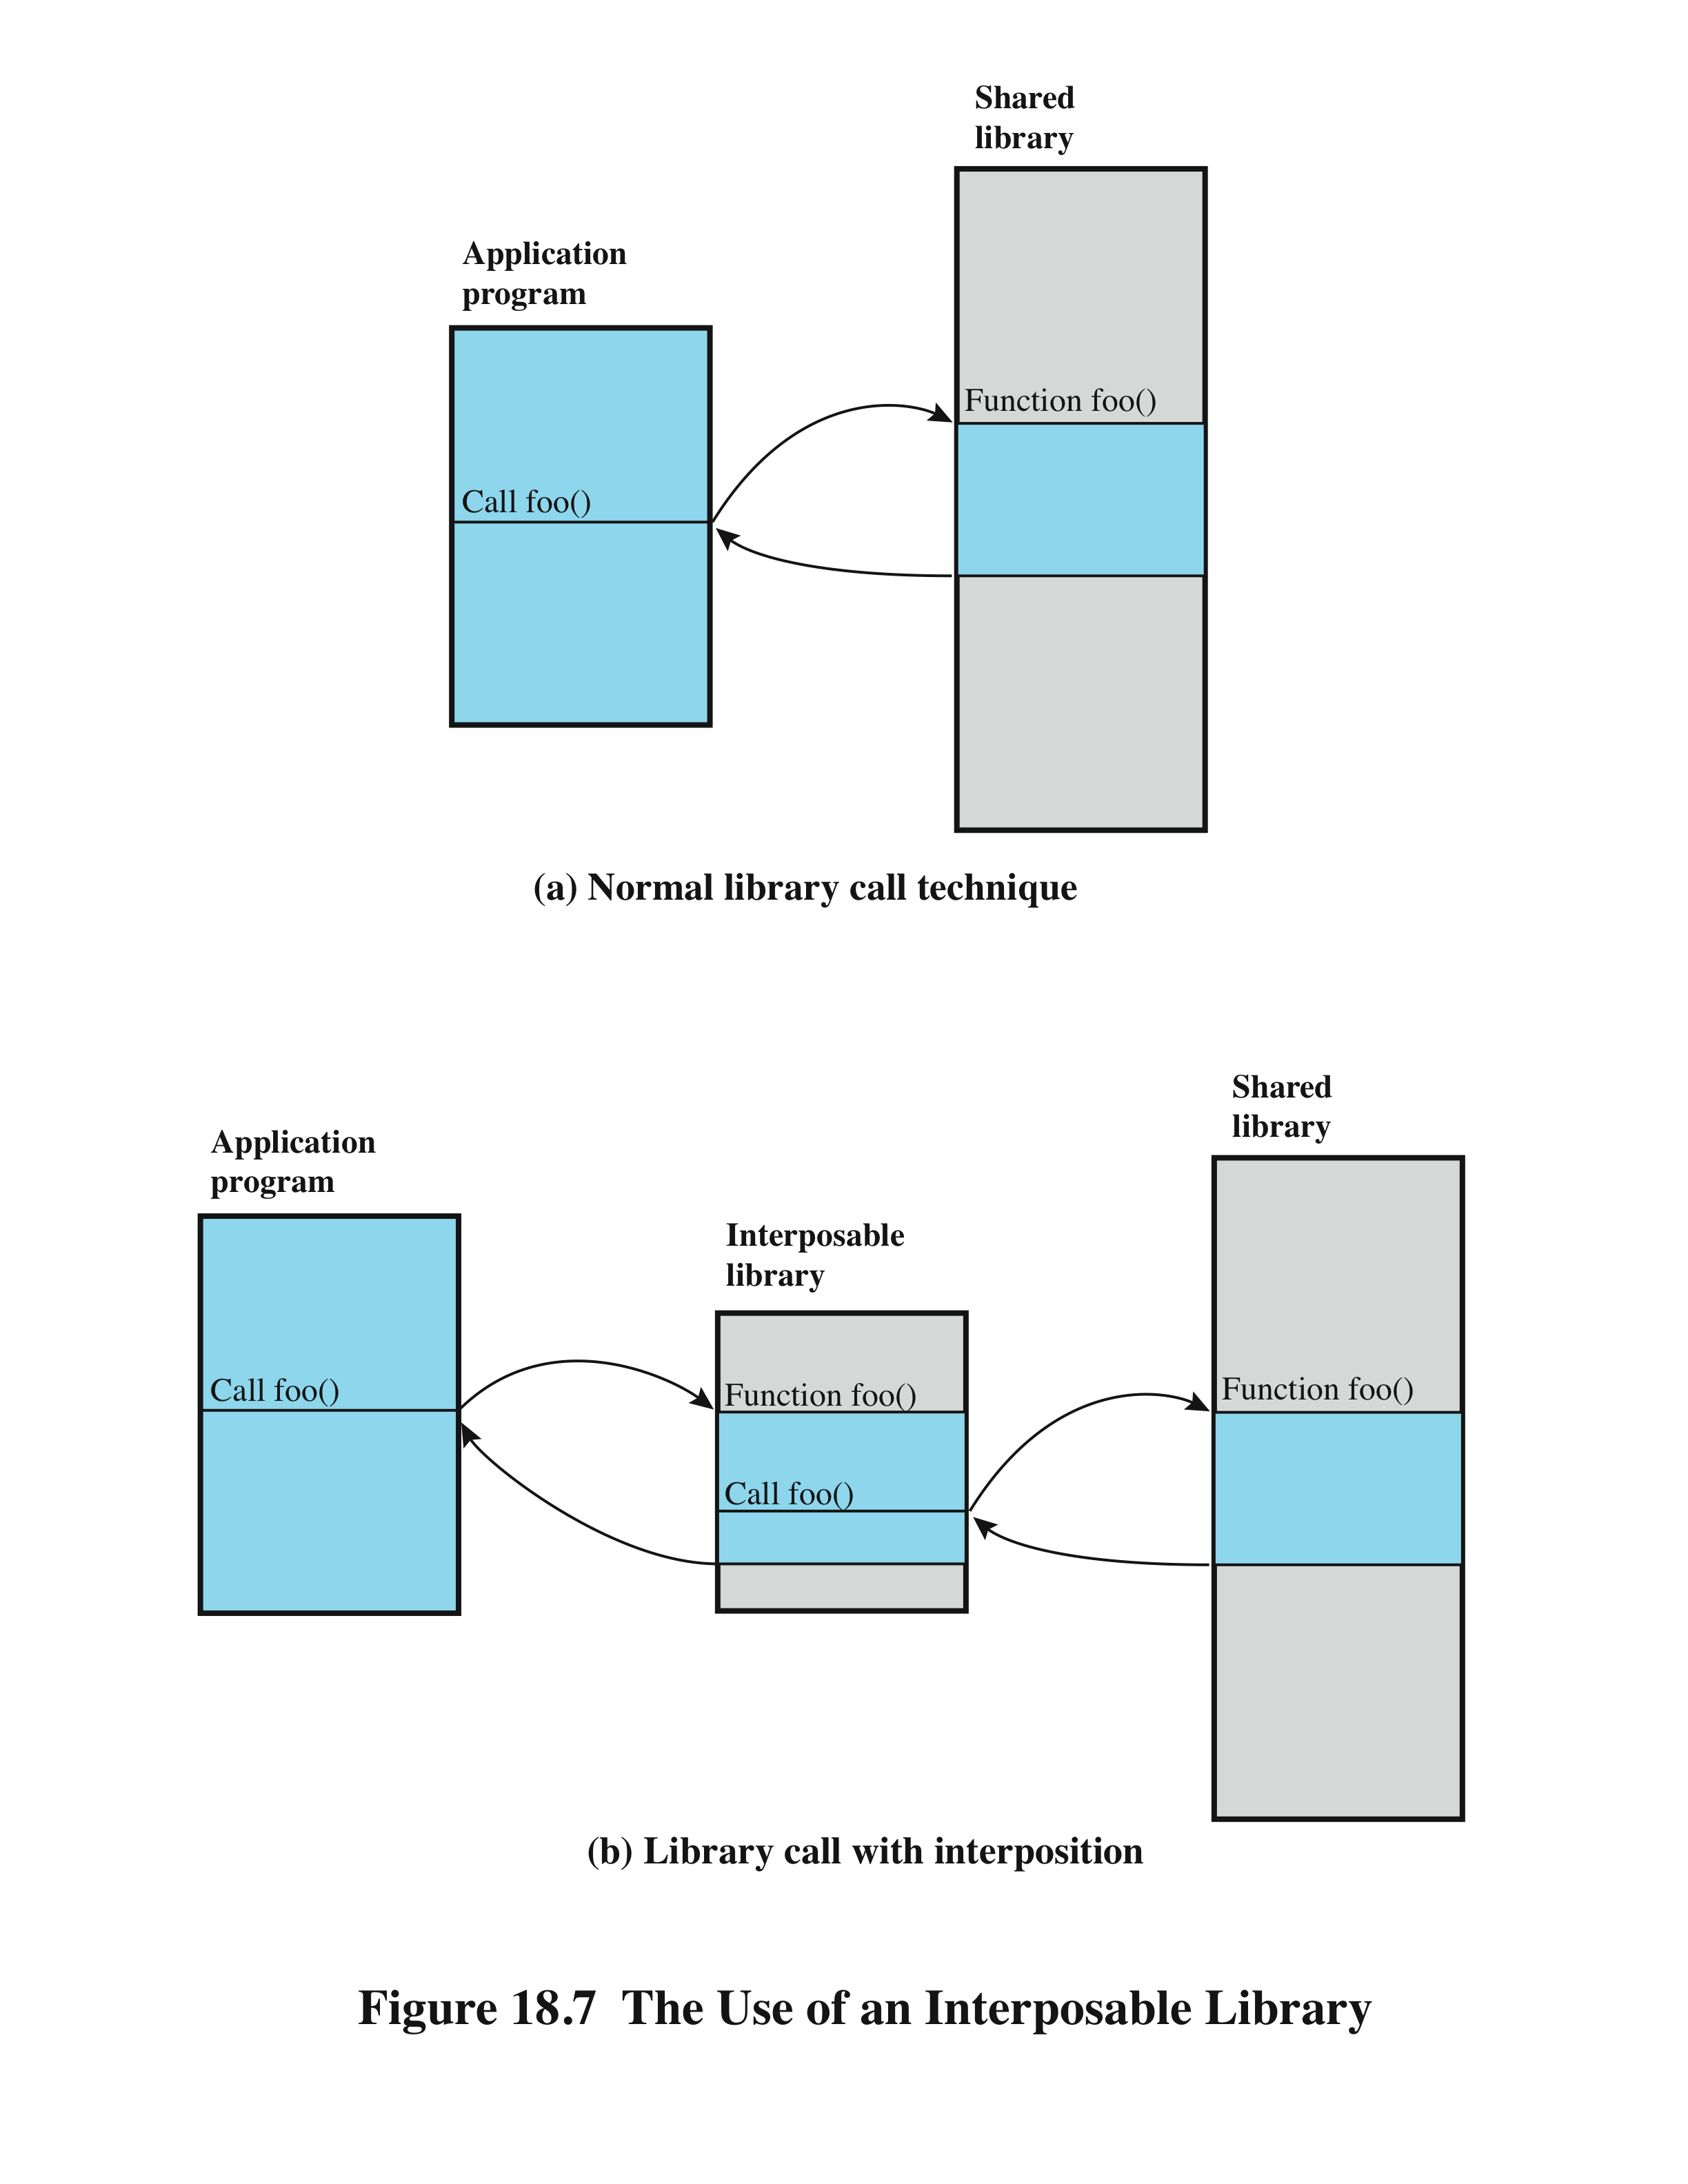 Shared
library
Application
program
Function foo()
Call foo()
(a) Normal library call technique
Shared
library
Application
program
Interposable
library
Call foo()
Function foo()
Function foo()
Call foo()
(b) Library call with interposition
Figure 18.7 The Use of an Interposable Library